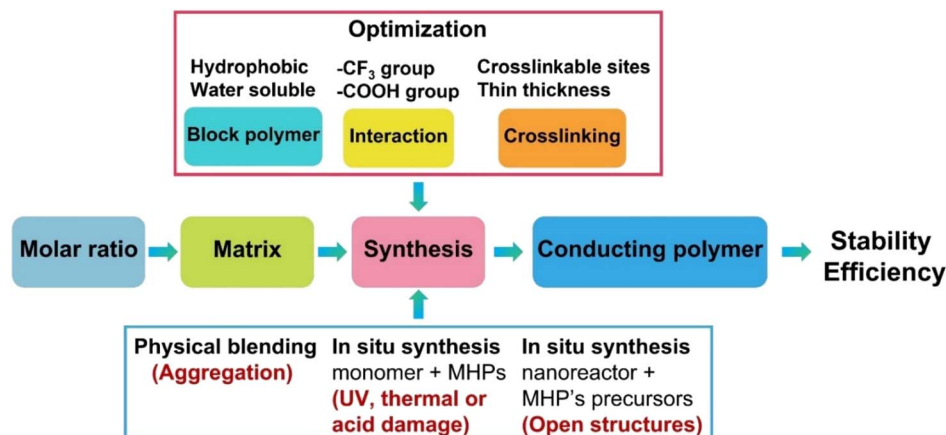 Optimization
Hydrophobic
Water soluble
Block polymer
-CF₃ group
-COOH group
Interaction
Crosslinkable sites
Thin thickness
Crosslinking
Molar ratio
Matrix
Synthesis
Conducting polymer
Stability
Efficiency
Physical blending
(Aggregation)
In situ synthesis
monomer + MHPs
(UV, thermal or
acid damage)
In situ synthesis
nanoreactor +
MHP's precursors
(Open structures)